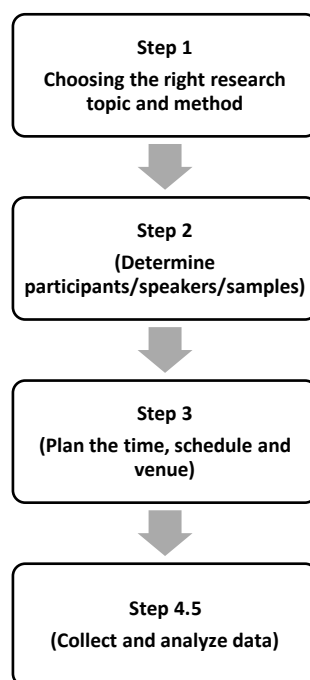 Step 1
Choosing the right research
topic and method
Step 2
(Determine
participants/speakers/samples)
Step 3
(Plan the time, schedule and
venue)
Step 4.5
(Collect and analyze data)